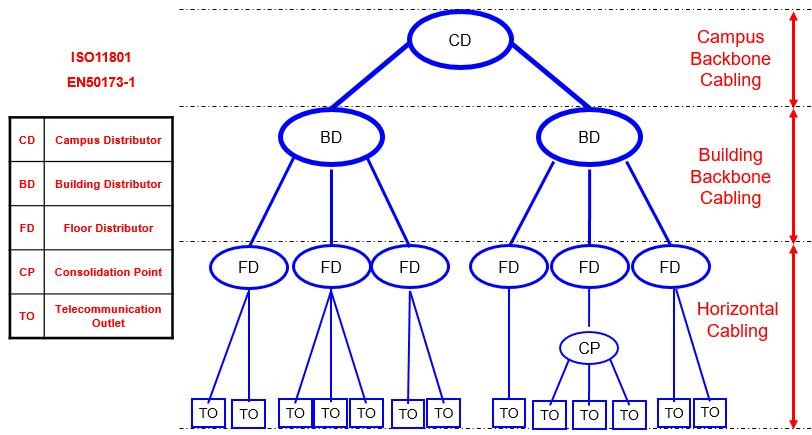 ISO11801
EN50173-1
CD Campus Distributor
BD Building Distributor
FD Floor Distributor
CP Consolidation Point
TO Telecommunication
Outlet
CD
Campus
Backbone
Cabling
BD BD
Building
Backbone
Cabling
FD FD FD FD FD FD
Horizontal
Cabling
CP
TO TO TO TO TO TO TO TO TO TO TO TO TO